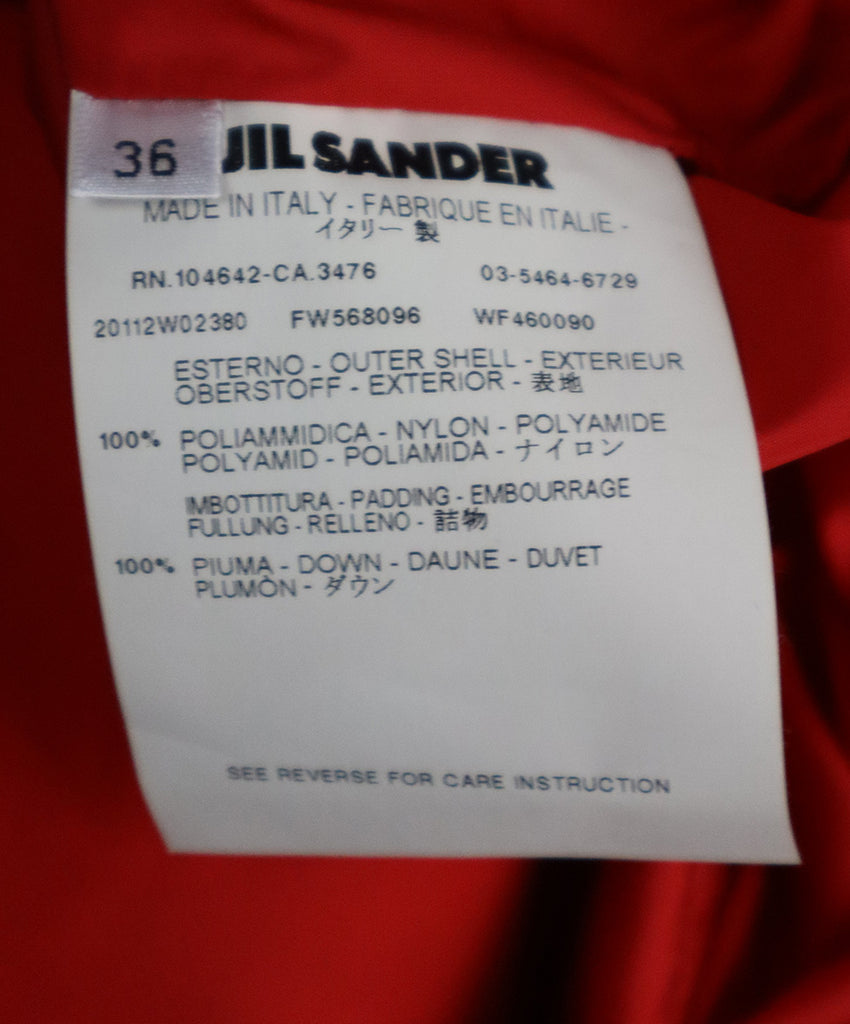 36
JIL SANDER
MADE IN ITALY - FABRIQUE EN ITALIE -
イタリー 製
RN.104642-CA.3476 03-5464-6729
20112W02380 FW568096 WF460090
ESTERNO - OUTER SHELL - EXTERIEUR
OBERSTOFF - EXTERIOR - 表地
100% POLIAMMIDICA - NYLON - POLYAMIDE
POLYAMID - POLIAMIDA - ナイロン
IMBOTTITURA - PADDING - EMBOURRAGE
FULLUNG - RELLENO - 詰物
100% PIUMA - DOWN - DAUNE - DUVET
PLUMÒN - ダウン
SEE REVERSE FOR CARE INSTRUCTION